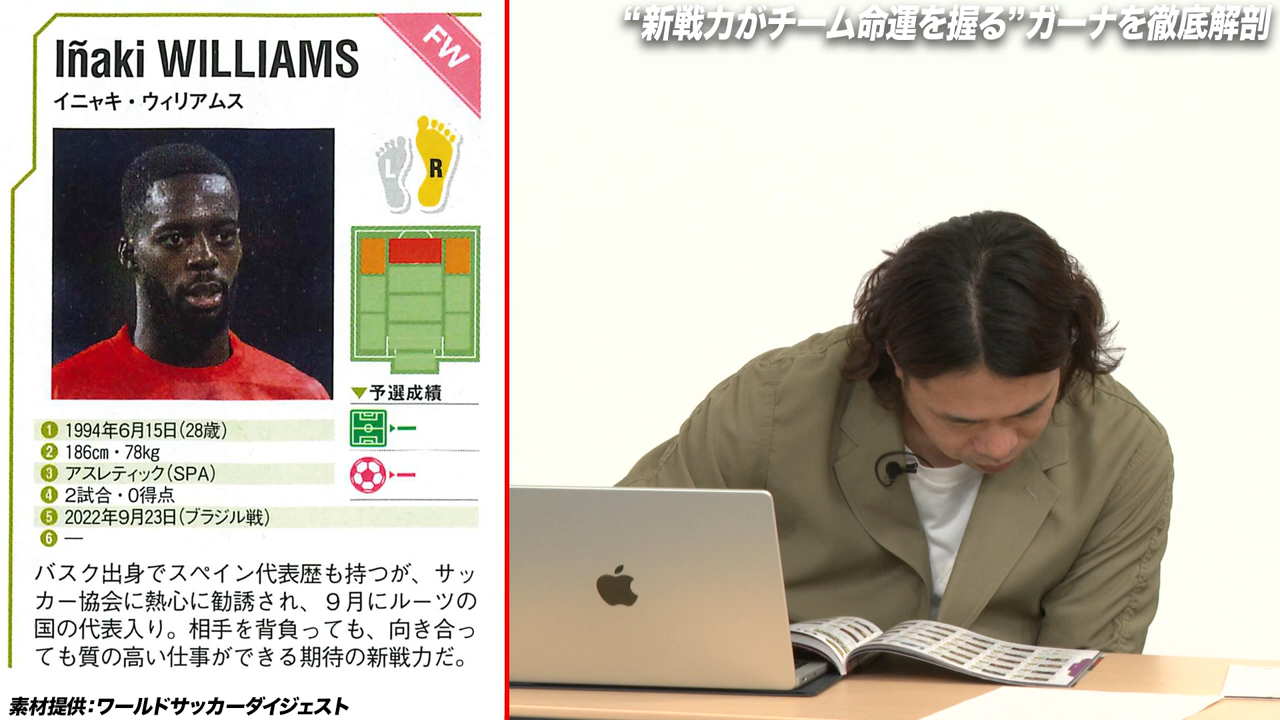 “新戦力がチーム命運を握る”ガーナを徹底解剖
Iñaki WILLIAMS
FW
イニャキ・ウィリアムス
L R
▼予選成績
1 1994年6月15日(28歳)
2 186cm・78kg
3 アスレティック(SPA)
4 2試合・0得点
5 2022年9月23日(ブラジル戦)
6 ―
バスク出身でスペイン代表歴も持つが、サッ
カー協会に熱心に勧誘され、9月にルーツの
国の代表入り。相手を背負っても、向き合っ
ても質の高い仕事ができる期待の新戦力だ。
素材提供:ワールドサッカーダイジェスト